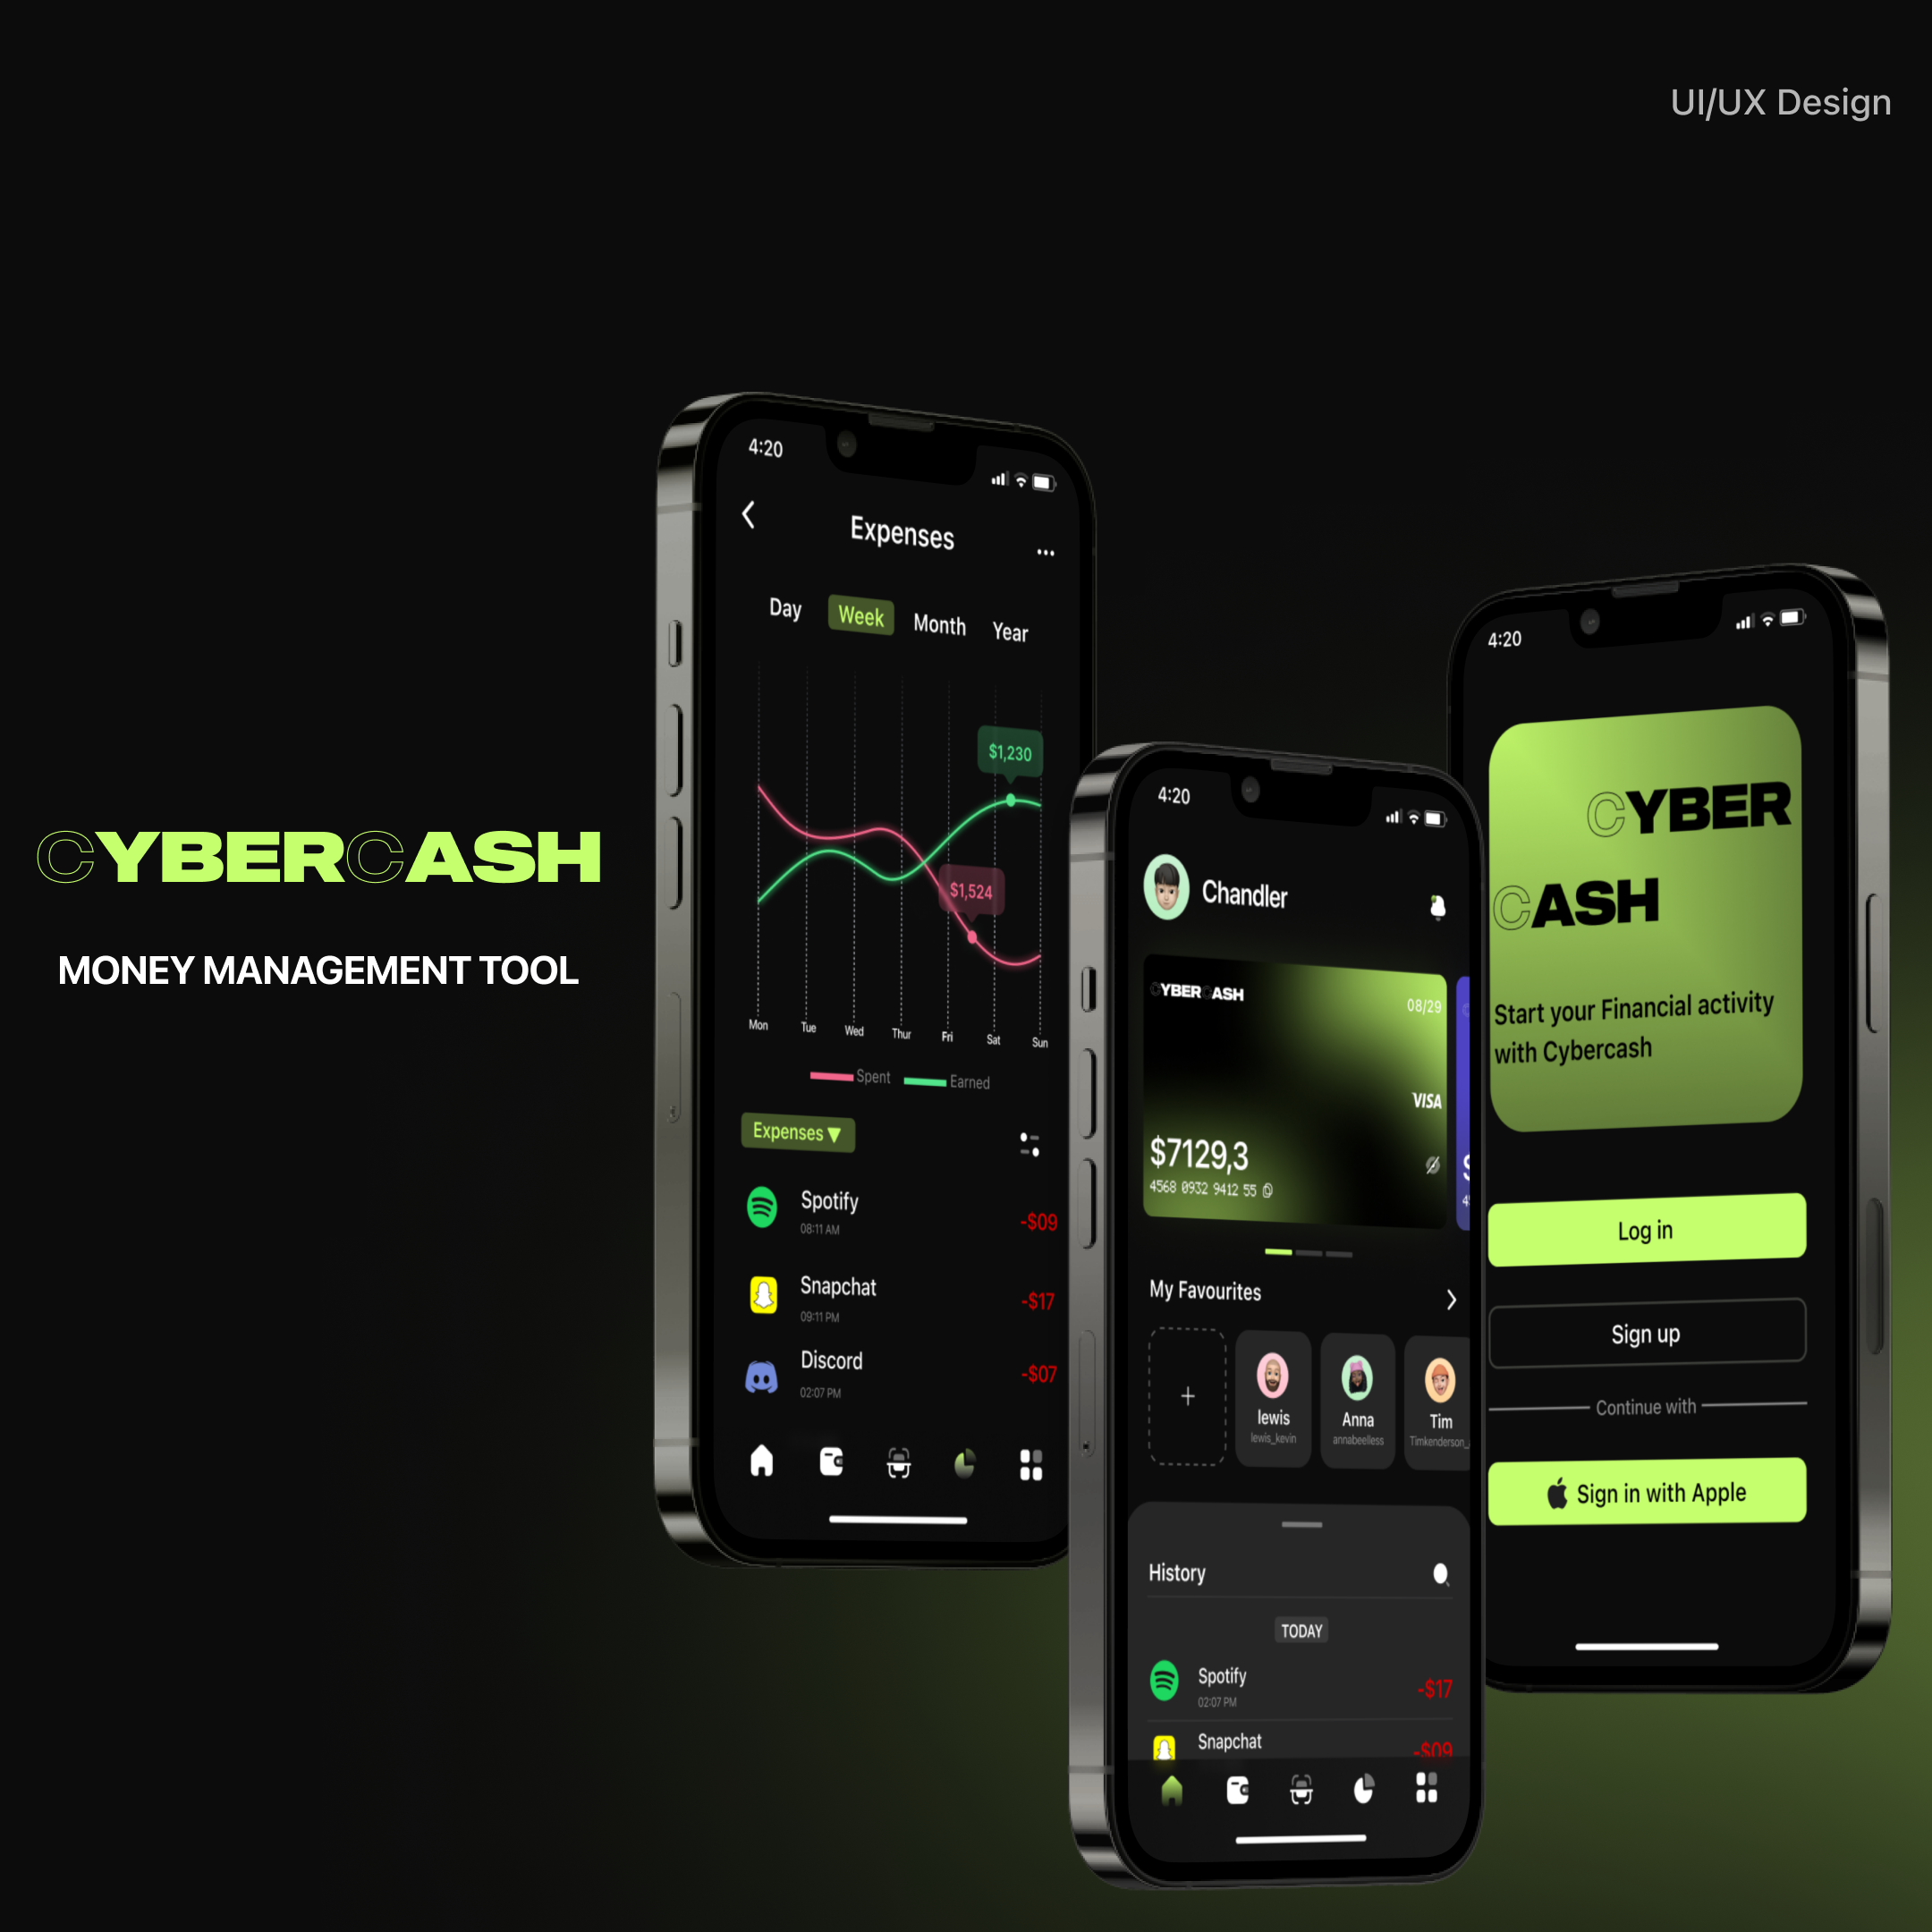 UI/UX Design
CYBERCASH
MONEY MANAGEMENT TOOL
4:20
Expenses
Day Week Month Year
$1,230
$1,524
Mon Tue Wed Thur Fri Sat Sun
Spent Earned
Expenses
Spotify
08:11 AM
-$09
Snapchat
09:11 PM
-$17
Discord
02:07 PM
-$07
4:20
Chandler
CYBERCASH
08/29
VISA
$7129,3
4568 0932 9412 55
My Favourites
+
lewis
lewis_kevin
Anna
annabeelless
Tim
Timkenderson_
History
TODAY
Spotify
02:07 PM
-$17
Snapchat
-$09
4:20
CYBER
CASH
Start your Financial activity
with Cybercash
Log in
Sign up
Continue with
Sign in with Apple